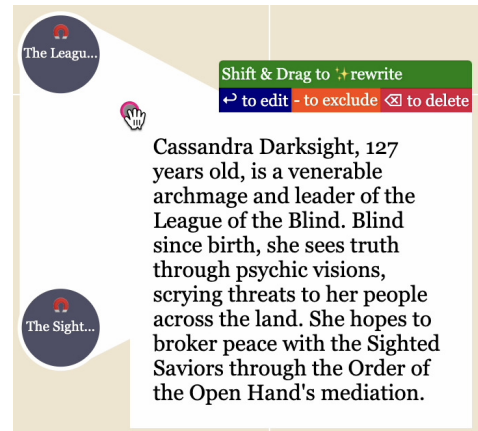 The Leagu...
Shift & Drag to ✨rewrite
↩ to edit - to exclude ⌫ to delete
Cassandra Darksight, 127
years old, is a venerable
archmage and leader of the
League of the Blind. Blind
since birth, she sees truth
through psychic visions,
scrying threats to her people
across the land. She hopes to
broker peace with the Sighted
Saviors through the Order of
the Open Hand's mediation.
The Sight...